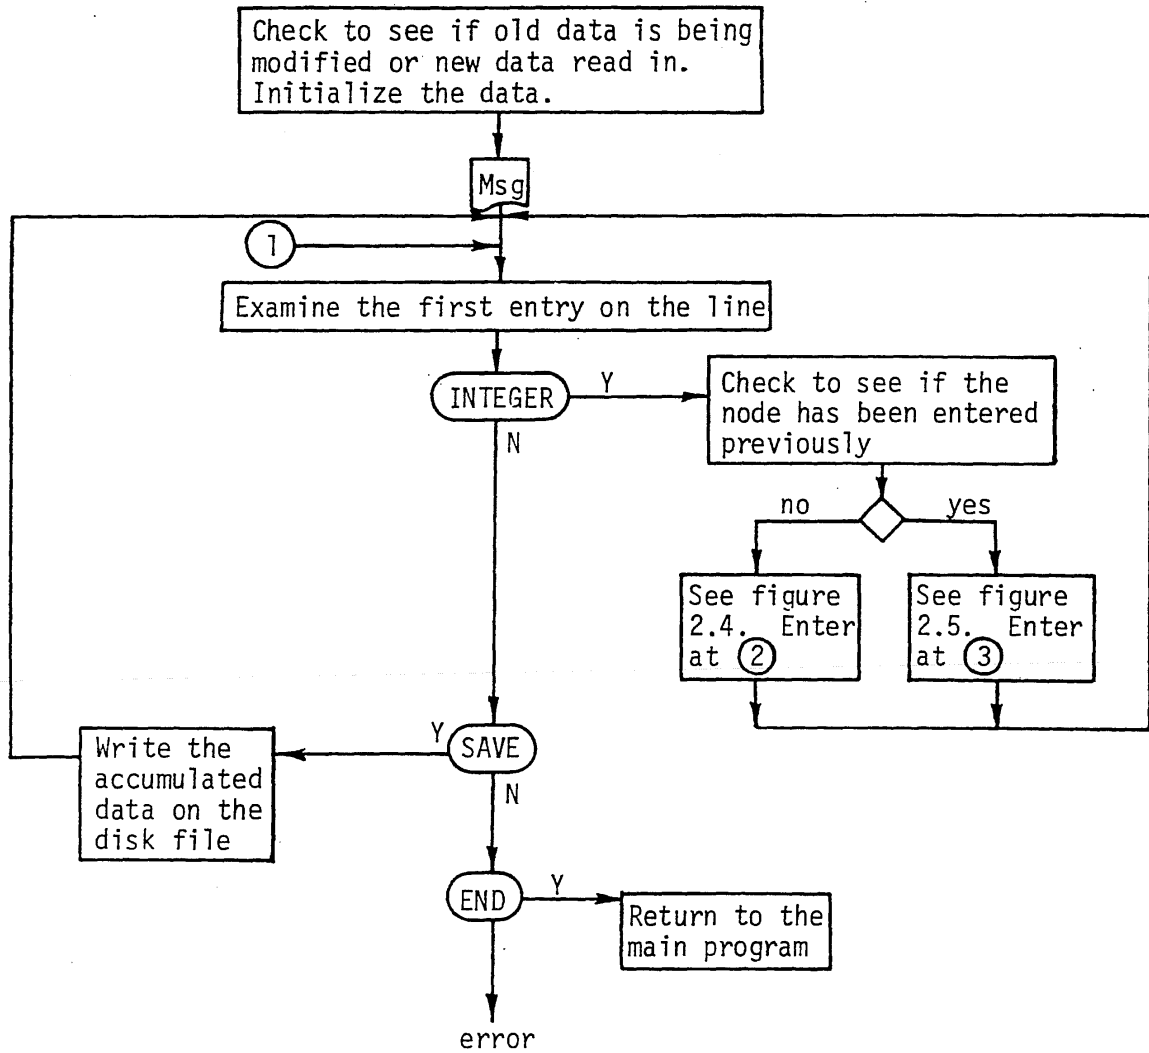 Check to see if old data is being
modified or new data read in.
Initialize the data.
Msg
1
Examine the first entry on the line
INTEGER
Y
N
Check to see if the
node has been entered
previously
no
yes
See figure
2.4. Enter
at 2
See figure
2.5. Enter
at 3
SAVE
Y
N
Write the
accumulated
data on the
disk file
END
Y
Return to the
main program
error